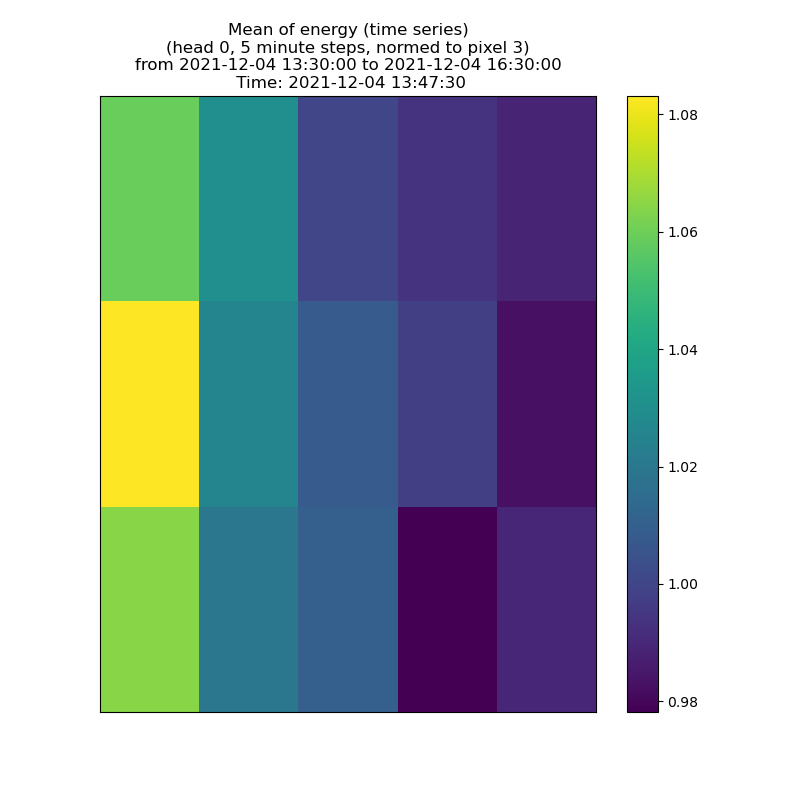 Mean of energy (time series)
(head 0, 5 minute steps, normed to pixel 3)
from 2021-12-04 13:30:00 to 2021-12-04 16:30:00
Time: 2021-12-04 13:47:30
1.08
1.06
1.04
1.02
1.00
0.98